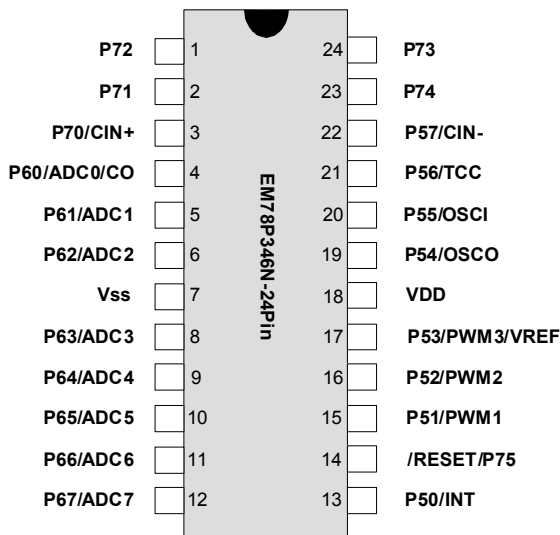 P72 1 24 P73
P71 2 23 P74
P70/CIN+ 3 22 P57/CIN-
P60/ADC0/CO 4 21 P56/TCC
P61/ADC1 5 20 P55/OSCI
P62/ADC2 6 19 P54/OSCO
Vss 7 18 VDD
P63/ADC3 8 17 P53/PWM3/VREF
P64/ADC4 9 16 P52/PWM2
P65/ADC5 10 15 P51/PWM1
P66/ADC6 11 14 /RESET/P75
P67/ADC7 12 13 P50/INT
EM78P346N-24Pin